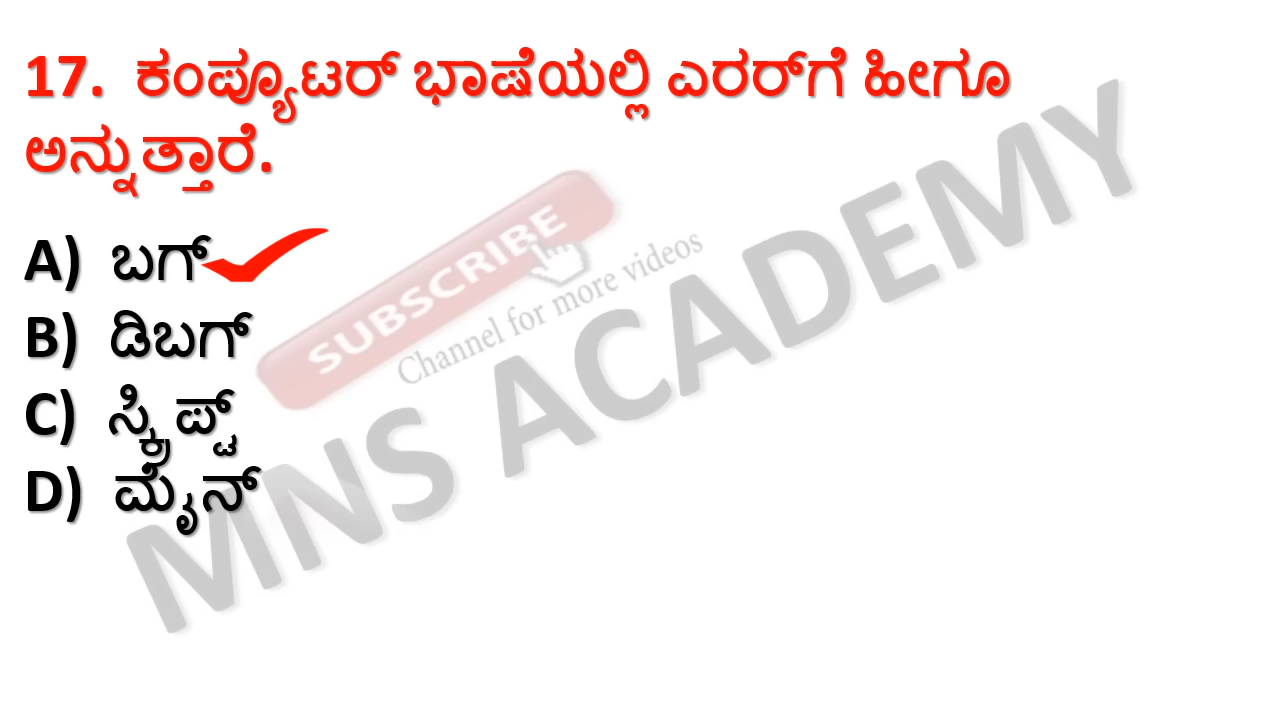 17. ಕಂಪ್ಯೂಟರ್ ಭಾಷೆಯಲ್ಲಿ ಎರರ್‌ಗೆ ಹೀಗೂ
ಅನ್ನುತ್ತಾರೆ.
A) ಬಗ್
B) ಡಿಬಗ್
C) ಸ್ಕ್ರಿಪ್ಟ್
D) ಮೈನ್
SUBSCRIBE
Channel for more videos
MNS ACADEMY